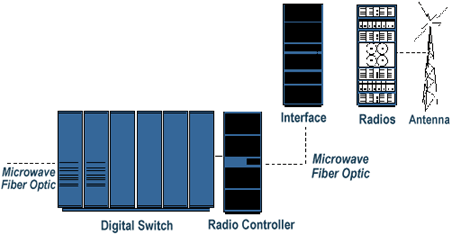 Interface
Radios
Antenna
Microwave
Fiber Optic
Microwave
Fiber Optic
Digital Switch
Radio Controller